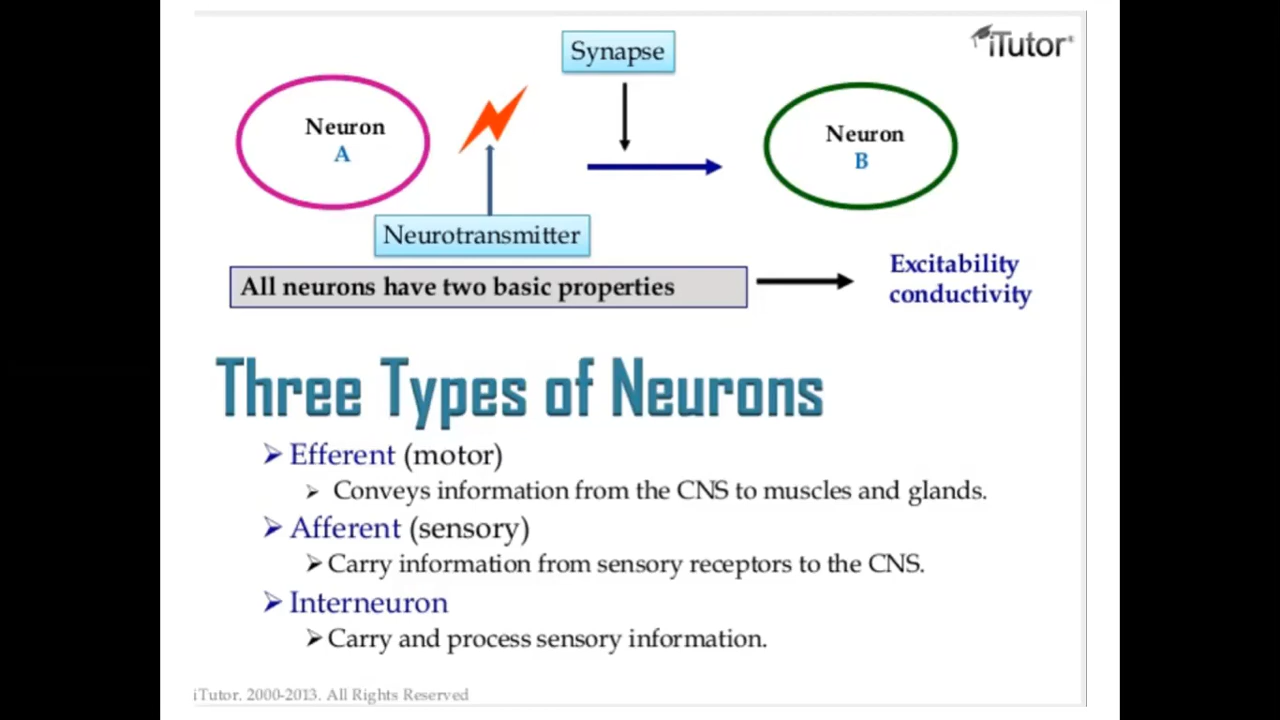 Synapse
iTutor®
Neuron
A
Neuron
B
Neurotransmitter
All neurons have two basic properties
Excitability
conductivity
Three Types of Neurons
Efferent (motor)
Conveys information from the CNS to muscles and glands.
Afferent (sensory)
Carry information from sensory receptors to the CNS.
Interneuron
Carry and process sensory information.
iTutor. 2000-2013. All Rights Reserved